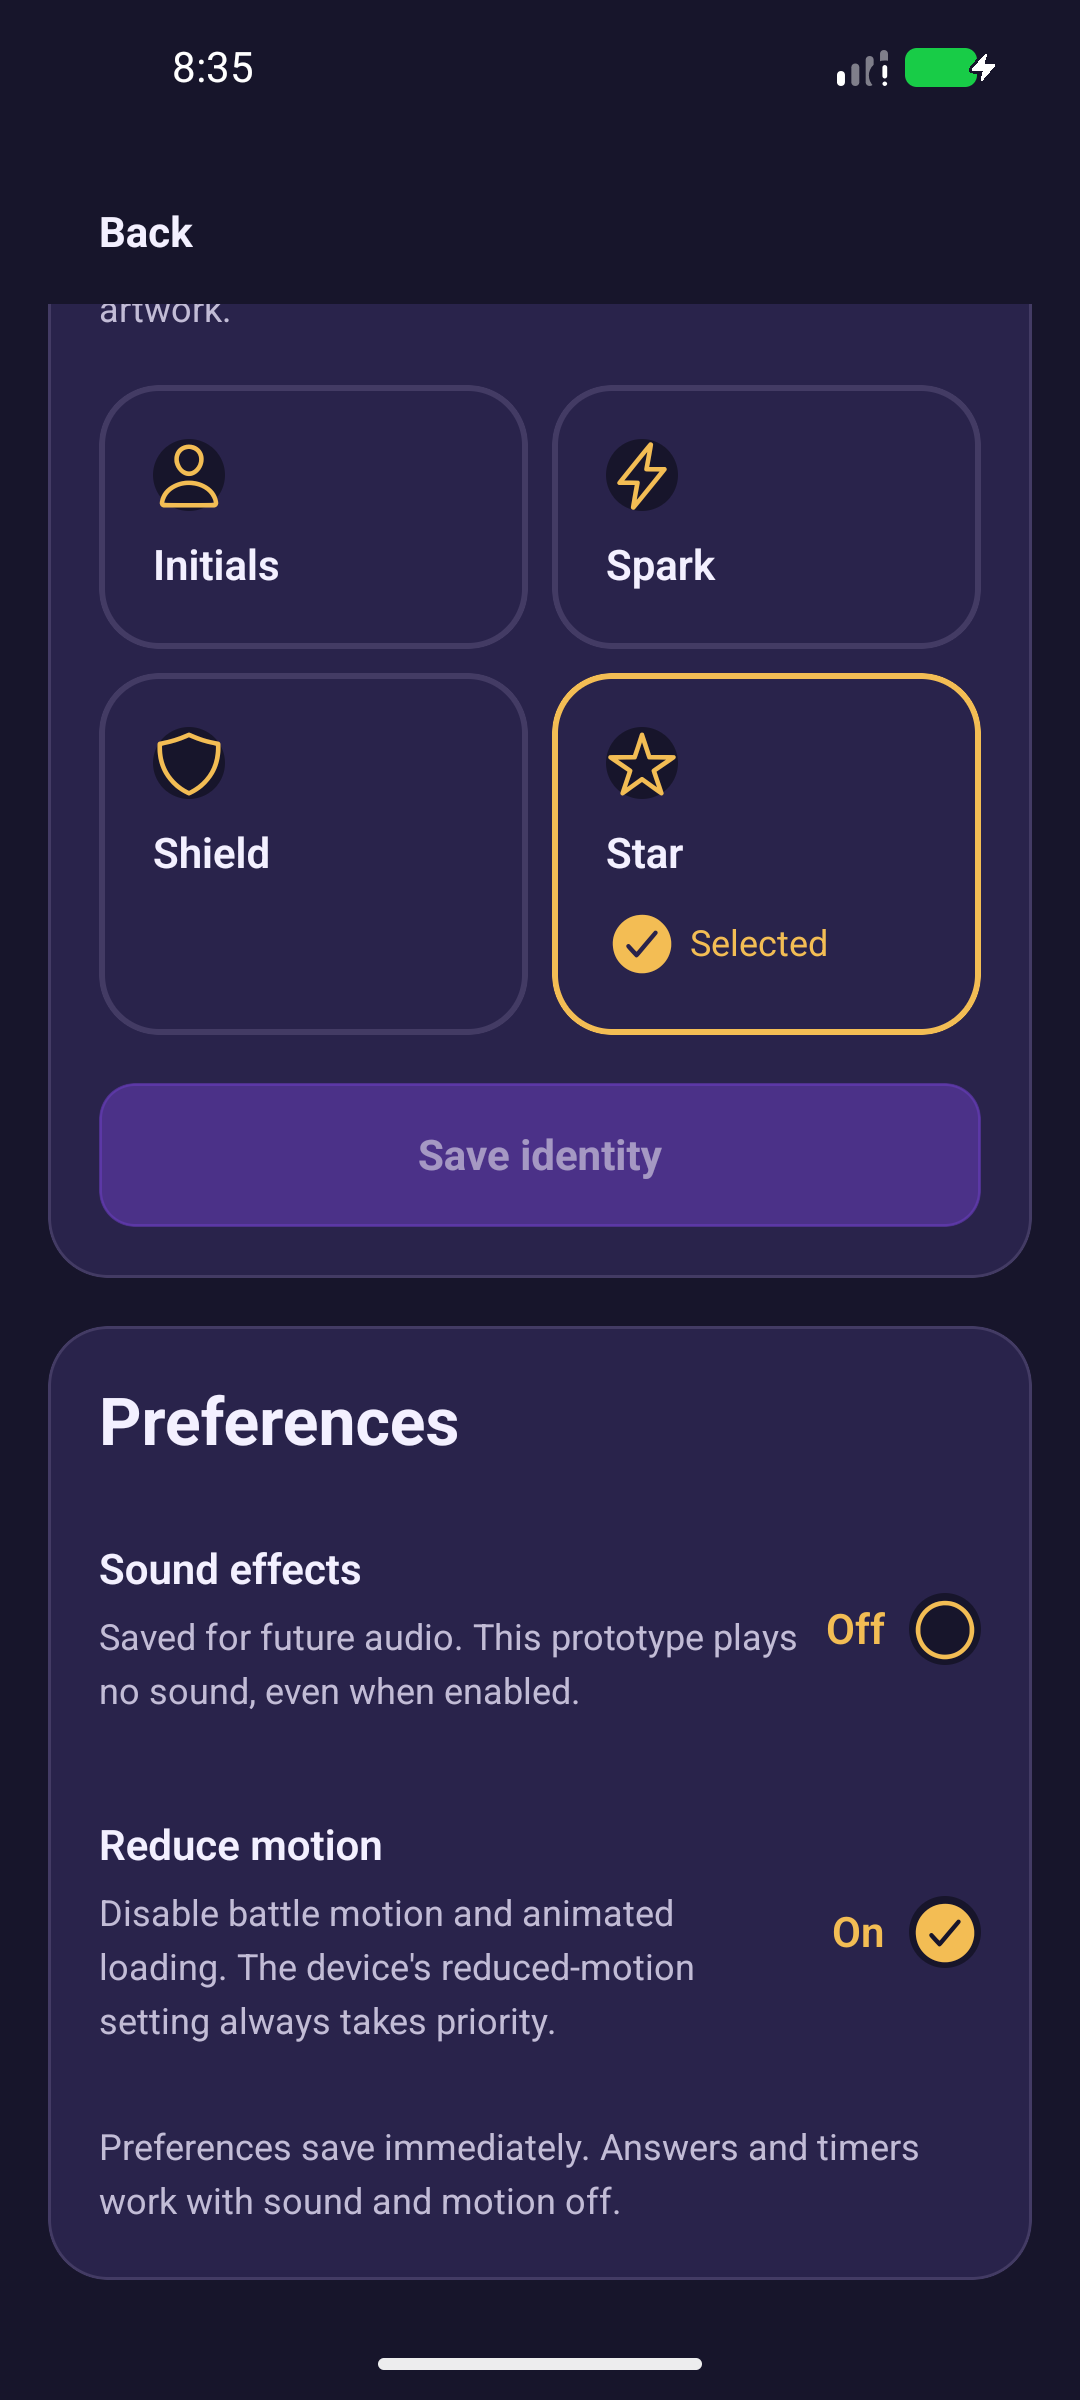 8:35
Back
artwork.
Initials
Spark
Shield
Star
Selected
Save identity
Preferences
Sound effects
Saved for future audio. This prototype plays
no sound, even when enabled.
Off
Reduce motion
Disable battle motion and animated
loading. The device's reduced-motion
setting always takes priority.
On
Preferences save immediately. Answers and timers
work with sound and motion off.